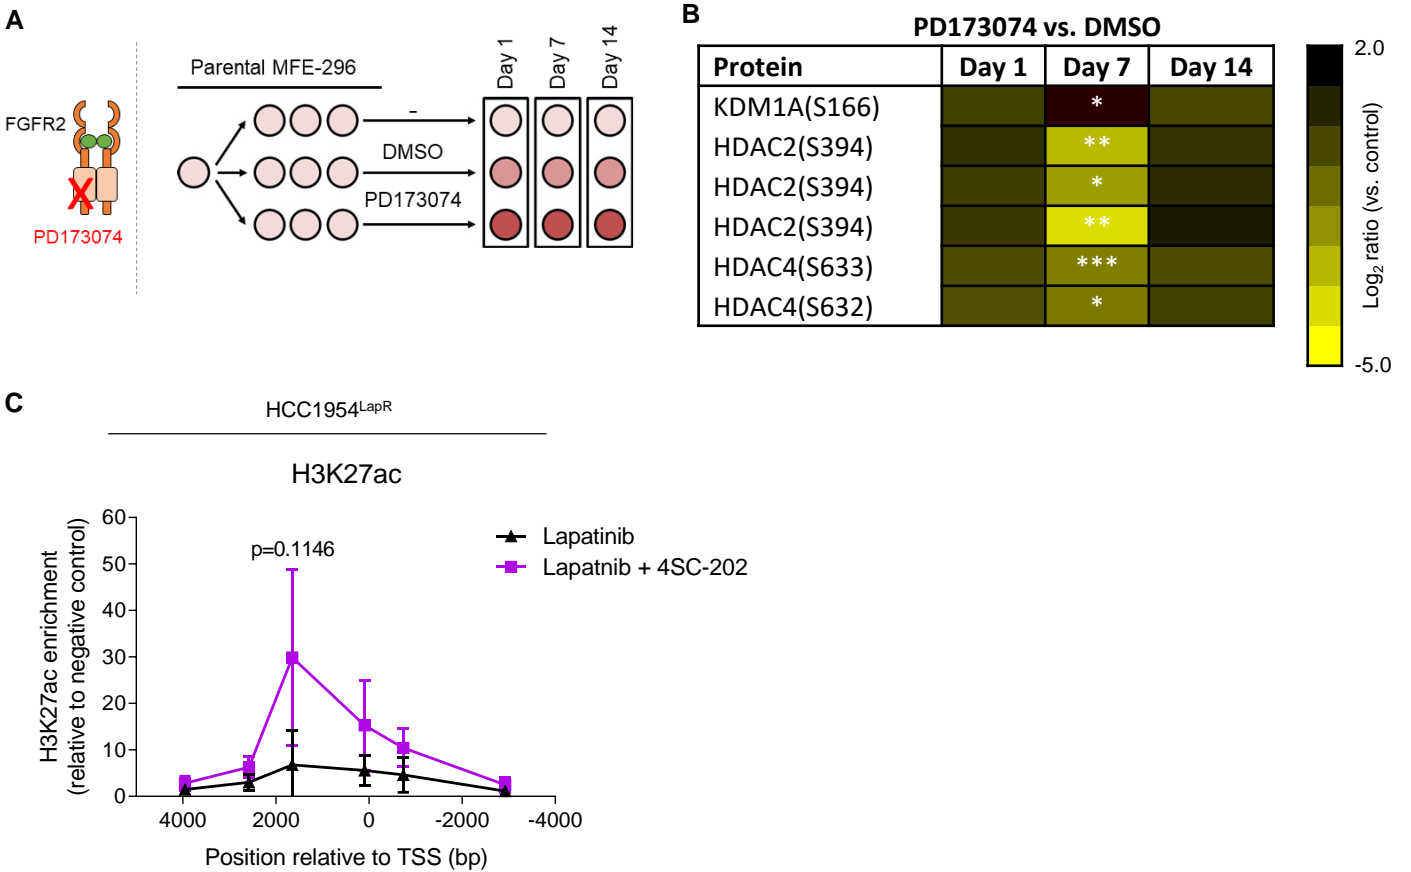 A
Parental MFE-296
Day 1
Day 7
Day 14
FGFR2
X
PD173074
-
DMSO
PD173074
B
PD173074 vs. DMSO
Protein Day 1 Day 7 Day 14
KDM1A(S166) *
HDAC2(S394) **
HDAC2(S394) *
HDAC2(S394) **
HDAC4(S633) ***
HDAC4(S632) *
2.0
Log2 ratio (vs. control)
-5.0
C
HCC1954LapR
H3K27ac
H3K27ac enrichment
(relative to negative control)
60
50
40
30
20
10
0
p=0.1146
Lapatinib
Lapatnib + 4SC-202
4000 2000 0 -2000 -4000
Position relative to TSS (bp)